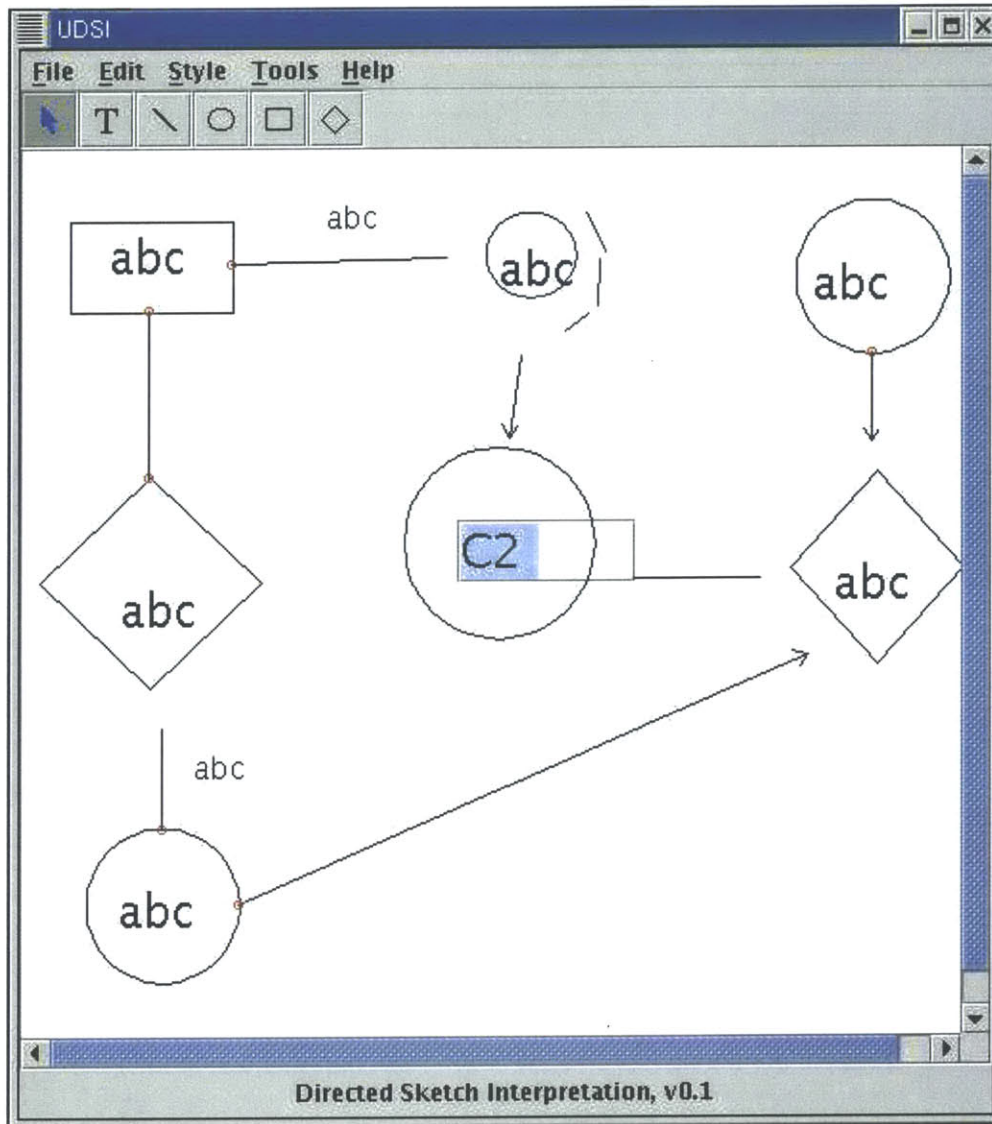 UDSI
File Edit Style Tools Help
T
abc
abc
abc
abc
C2
abc
abc
abc
abc
Directed Sketch Interpretation, v0.1